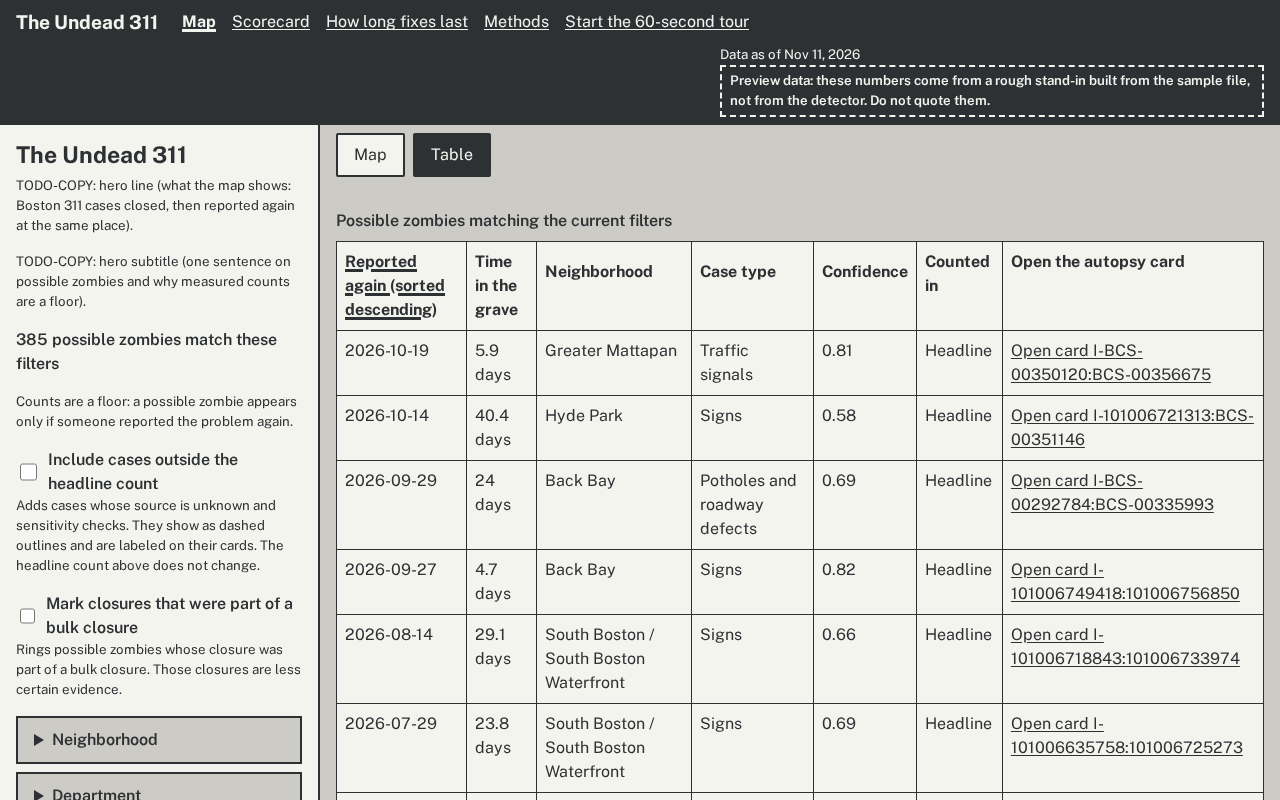 The Undead 311
Map
Scorecard
How long fixes last
Methods
Start the 60-second tour
Data as of Nov 11, 2026
Preview data: these numbers come from a rough stand-in built from the sample file,
not from the detector. Do not quote them.
The Undead 311
TODO-COPY: hero line (what the map shows:
Boston 311 cases closed, then reported again
at the same place).
TODO-COPY: hero subtitle (one sentence on
possible zombies and why measured counts
are a floor).
385 possible zombies match these
filters
Counts are a floor: a possible zombie appears
only if someone reported the problem again.
Include cases outside the
headline count
Adds cases whose source is unknown and
sensitivity checks. They show as dashed
outlines and are labeled on their cards. The
headline count above does not change.
Mark closures that were part of a
bulk closure
Rings possible zombies whose closure was
part of a bulk closure. Those closures are less
certain evidence.
Neighborhood
Department
Map
Table
Possible zombies matching the current filters
Reported
again (sorted
descending)
Time
in the
grave
Neighborhood
Case type
Confidence
Counted
in
Open the autopsy card
2026-10-19
5.9
days
Greater Mattapan
Traffic
signals
0.81
Headline
Open card I-BCS-
00350120:BCS-00356675
2026-10-14
40.4
days
Hyde Park
Signs
0.58
Headline
Open card I-101006721313:BCS-
00351146
2026-09-29
24
days
Back Bay
Potholes and
roadway
defects
0.69
Headline
Open card I-BCS-
00292784:BCS-00335993
2026-09-27
4.7
days
Back Bay
Signs
0.82
Headline
Open card I-
101006749418:101006756850
2026-08-14
29.1
days
South Boston /
South Boston
Waterfront
Signs
0.66
Headline
Open card I-
101006718843:101006733974
2026-07-29
23.8
days
South Boston /
South Boston
Waterfront
Signs
0.69
Headline
Open card I-
101006635758:101006725273